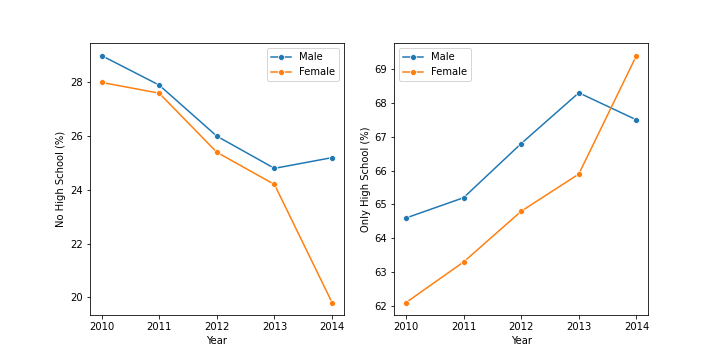 No High School (%)
28
26
24
22
20
2010 2011 2012 2013 2014
Year
Male
Female
Only High School (%)
69
68
67
66
65
64
63
62
2010 2011 2012 2013 2014
Year
Male
Female